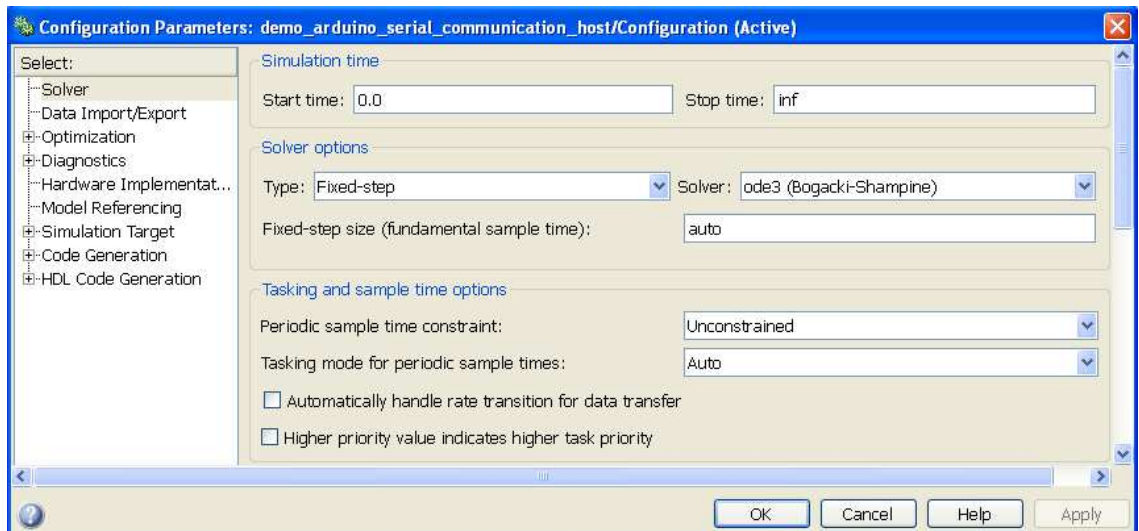 Configuration Parameters: demo_arduino_serial_communication_host/Configuration (Active)
Select:
Solver
Data Import/Export
Optimization
Diagnostics
Hardware Implementat...
Model Referencing
Simulation Target
Code Generation
HDL Code Generation
Simulation time
Start time: 0.0 Stop time: inf
Solver options
Type: Fixed-step Solver: ode3 (Bogacki-Shampine)
Fixed-step size (fundamental sample time): auto
Tasking and sample time options
Periodic sample time constraint: Unconstrained
Tasking mode for periodic sample times: Auto
Automatically handle rate transition for data transfer
Higher priority value indicates higher task priority
OK Cancel Help Apply